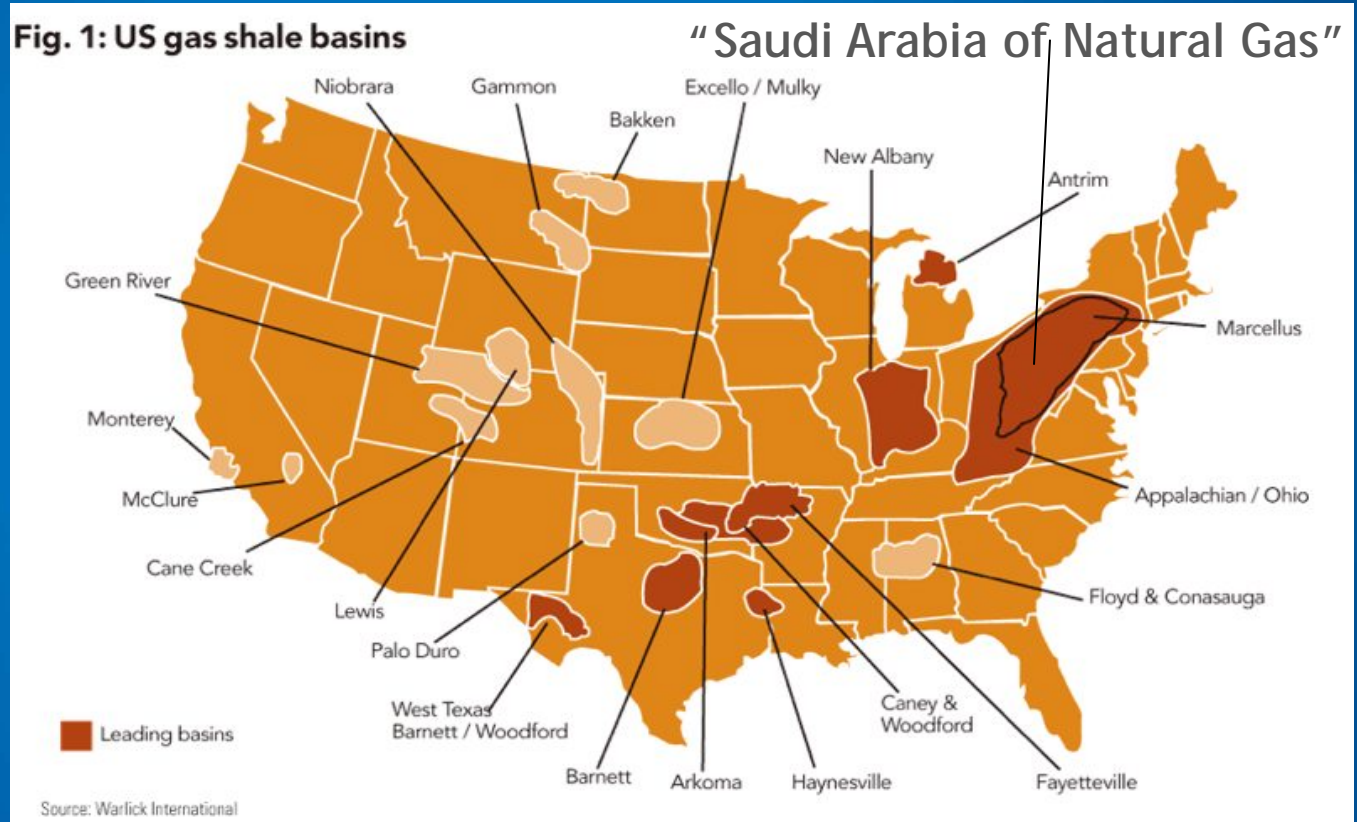 Fig. 1: US gas shale basins
“Saudi Arabia of Natural Gas”
Niobrara
Gammon
Excello / Mulky
Bakken
New Albany
Antrim
Green River
Marcellus
Monterey
McClure
Appalachian / Ohio
Cane Creek
Floyd & Conasauga
Lewis
Palo Duro
West Texas
Barnett / Woodford
Caney &
Woodford
Leading basins
Barnett
Arkoma
Haynesville
Fayetteville
Source: Warlick International